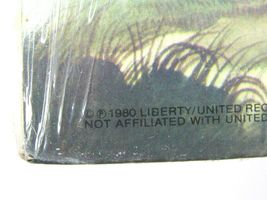 © ℗ 1980 LIBERTY/UNITED REC
NOT AFFILIATED WITH UNITED